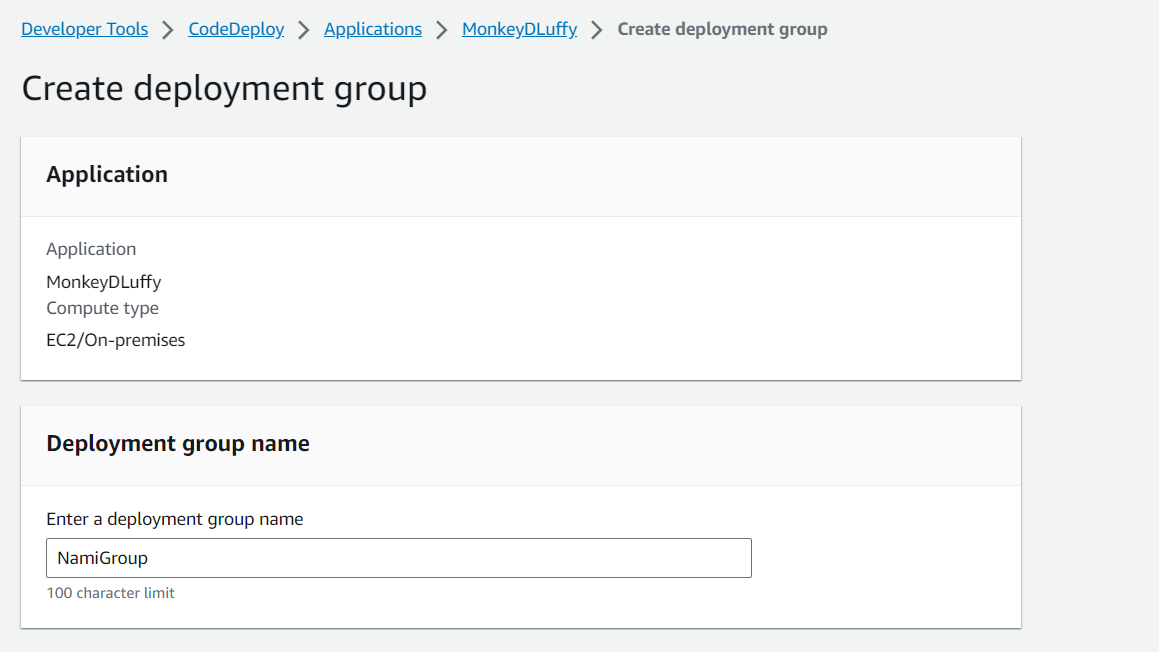 Developer Tools > CodeDeploy > Applications > MonkeyDLuffy > Create deployment group
Create deployment group
Application
Application
MonkeyDLuffy
Compute type
EC2/On-premises
Deployment group name
Enter a deployment group name
NamiGroup
100 character limit